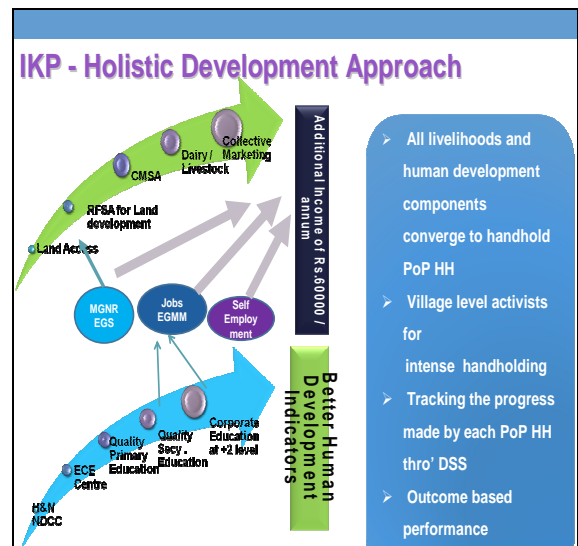 IKP - Holistic Development Approach
Collective
Marketing
Dairy /
Livestock
CMSA
RFSA for Land
development
Land Access
Additional Income of Rs.60000 /
annum
MGNR
EGS
Jobs
EGMM
Self
Employ
ment
Better Human
Development
Indicators
Corporate
Education
at +2 level
Quality
Secy .
Education
Quality
Primary
Education
ECE
Centre
H&N
NDCC
➢ All livelihoods and
human development
components
converge to handhold
PoP HH
➢ Village level activists
for
intense handholding
➢ Tracking the progress
made by each PoP HH
thro' DSS
➢ Outcome based
performance